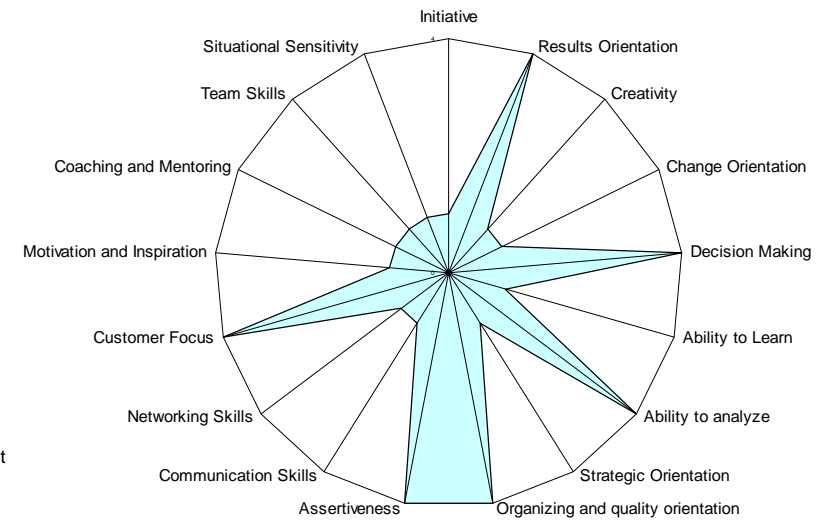 Initiative
4
Situational Sensitivity
Results Orientation
Team Skills
Creativity
Coaching and Mentoring
Change Orientation
Motivation and Inspiration
Decision Making
0
Customer Focus
Ability to Learn
Networking Skills
Ability to analyze
t
Communication Skills
Strategic Orientation
Assertiveness
Organizing and quality orientation